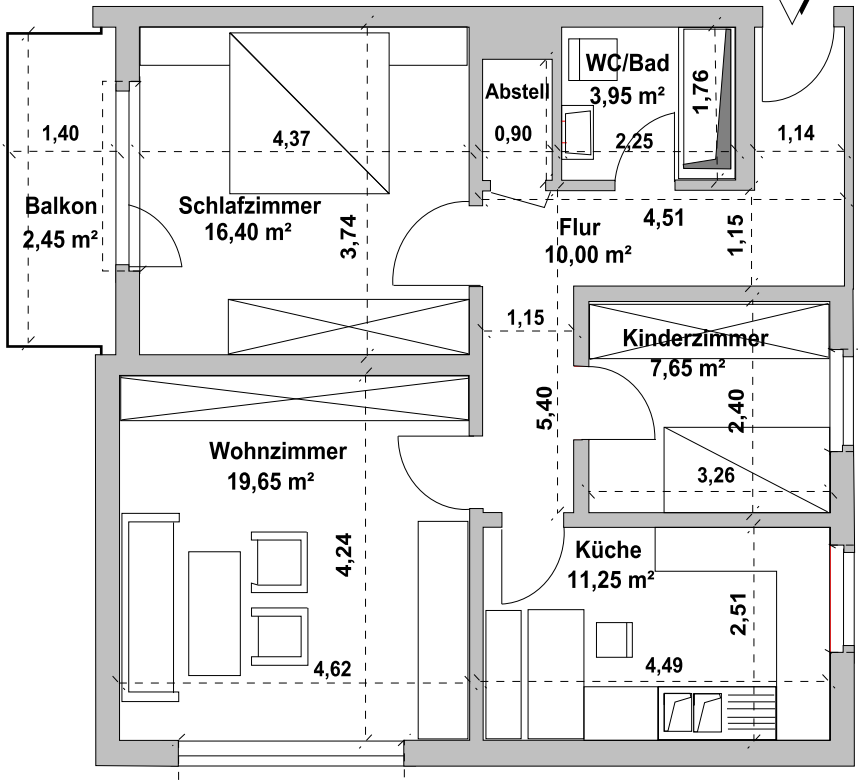 Balkon
2,45 m²
1,40
Schlafzimmer
16,40 m²
4,37
3,74
Abstell
0,90
WC/Bad
3,95 m²
1,76
2,25
1,14
Flur
10,00 m²
4,51
1,15
1,15
5,40
Kinderzimmer
7,65 m²
2,40
3,26
Wohnzimmer
19,65 m²
4,24
4,62
Küche
11,25 m²
2,51
4,49